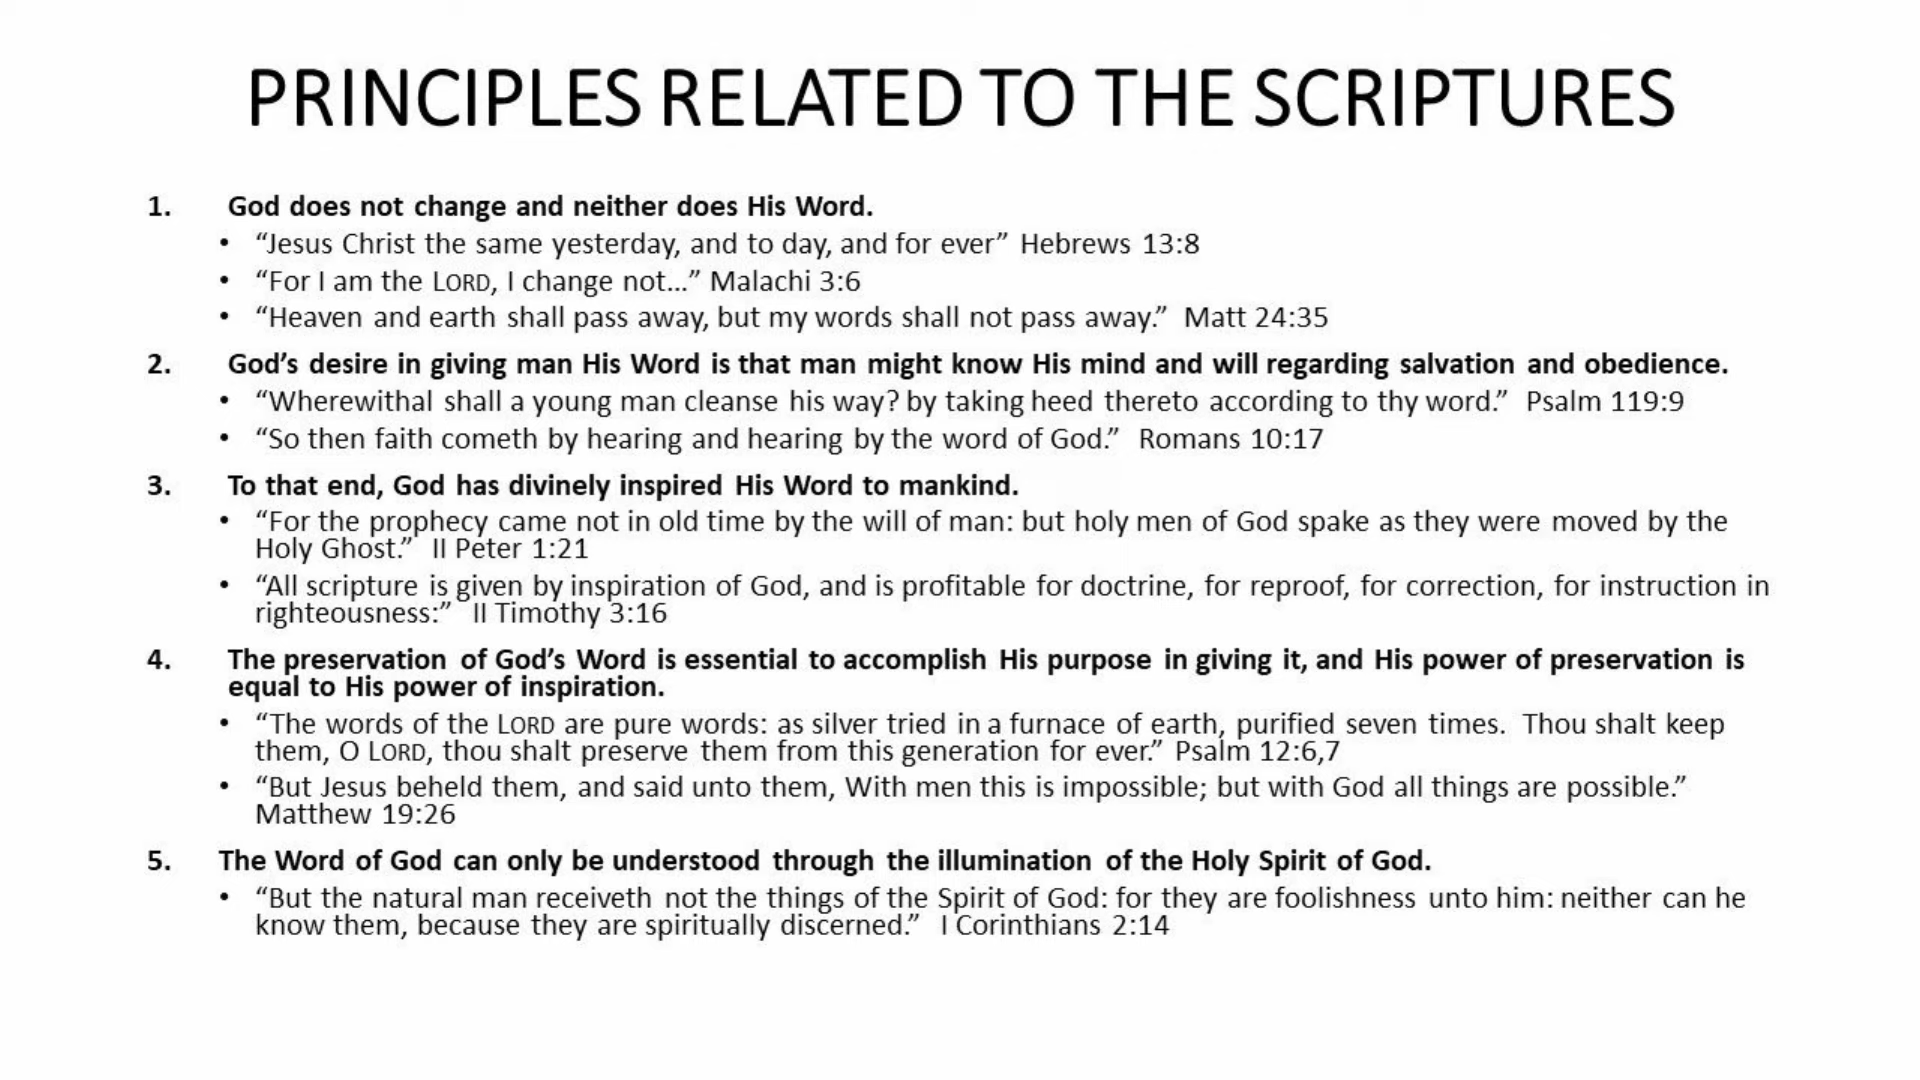 PRINCIPLES RELATED TO THE SCRIPTURES
1. God does not change and neither does His Word.
• “Jesus Christ the same yesterday, and to day, and for ever” Hebrews 13:8
• “For I am the LORD, I change not…” Malachi 3:6
• “Heaven and earth shall pass away, but my words shall not pass away.” Matt 24:35
2. God’s desire in giving man His Word is that man might know His mind and will regarding salvation and obedience.
• “Wherewithal shall a young man cleanse his way? by taking heed thereto according to thy word.” Psalm 119:9
• “So then faith cometh by hearing and hearing by the word of God.” Romans 10:17
3. To that end, God has divinely inspired His Word to mankind.
• “For the prophecy came not in old time by the will of man: but holy men of God spake as they were moved by the
Holy Ghost.” II Peter 1:21
• “All scripture is given by inspiration of God, and is profitable for doctrine, for reproof, for correction, for instruction in
righteousness:” II Timothy 3:16
4. The preservation of God’s Word is essential to accomplish His purpose in giving it, and His power of preservation is
equal to His power of inspiration.
• “The words of the LORD are pure words: as silver tried in a furnace of earth, purified seven times. Thou shalt keep
them, O LORD, thou shalt preserve them from this generation for ever.” Psalm 12:6,7
• “But Jesus beheld them, and said unto them, With men this is impossible; but with God all things are possible.”
Matthew 19:26
5. The Word of God can only be understood through the illumination of the Holy Spirit of God.
• “But the natural man receiveth not the things of the Spirit of God: for they are foolishness unto him: neither can he
know them, because they are spiritually discerned.” I Corinthians 2:14